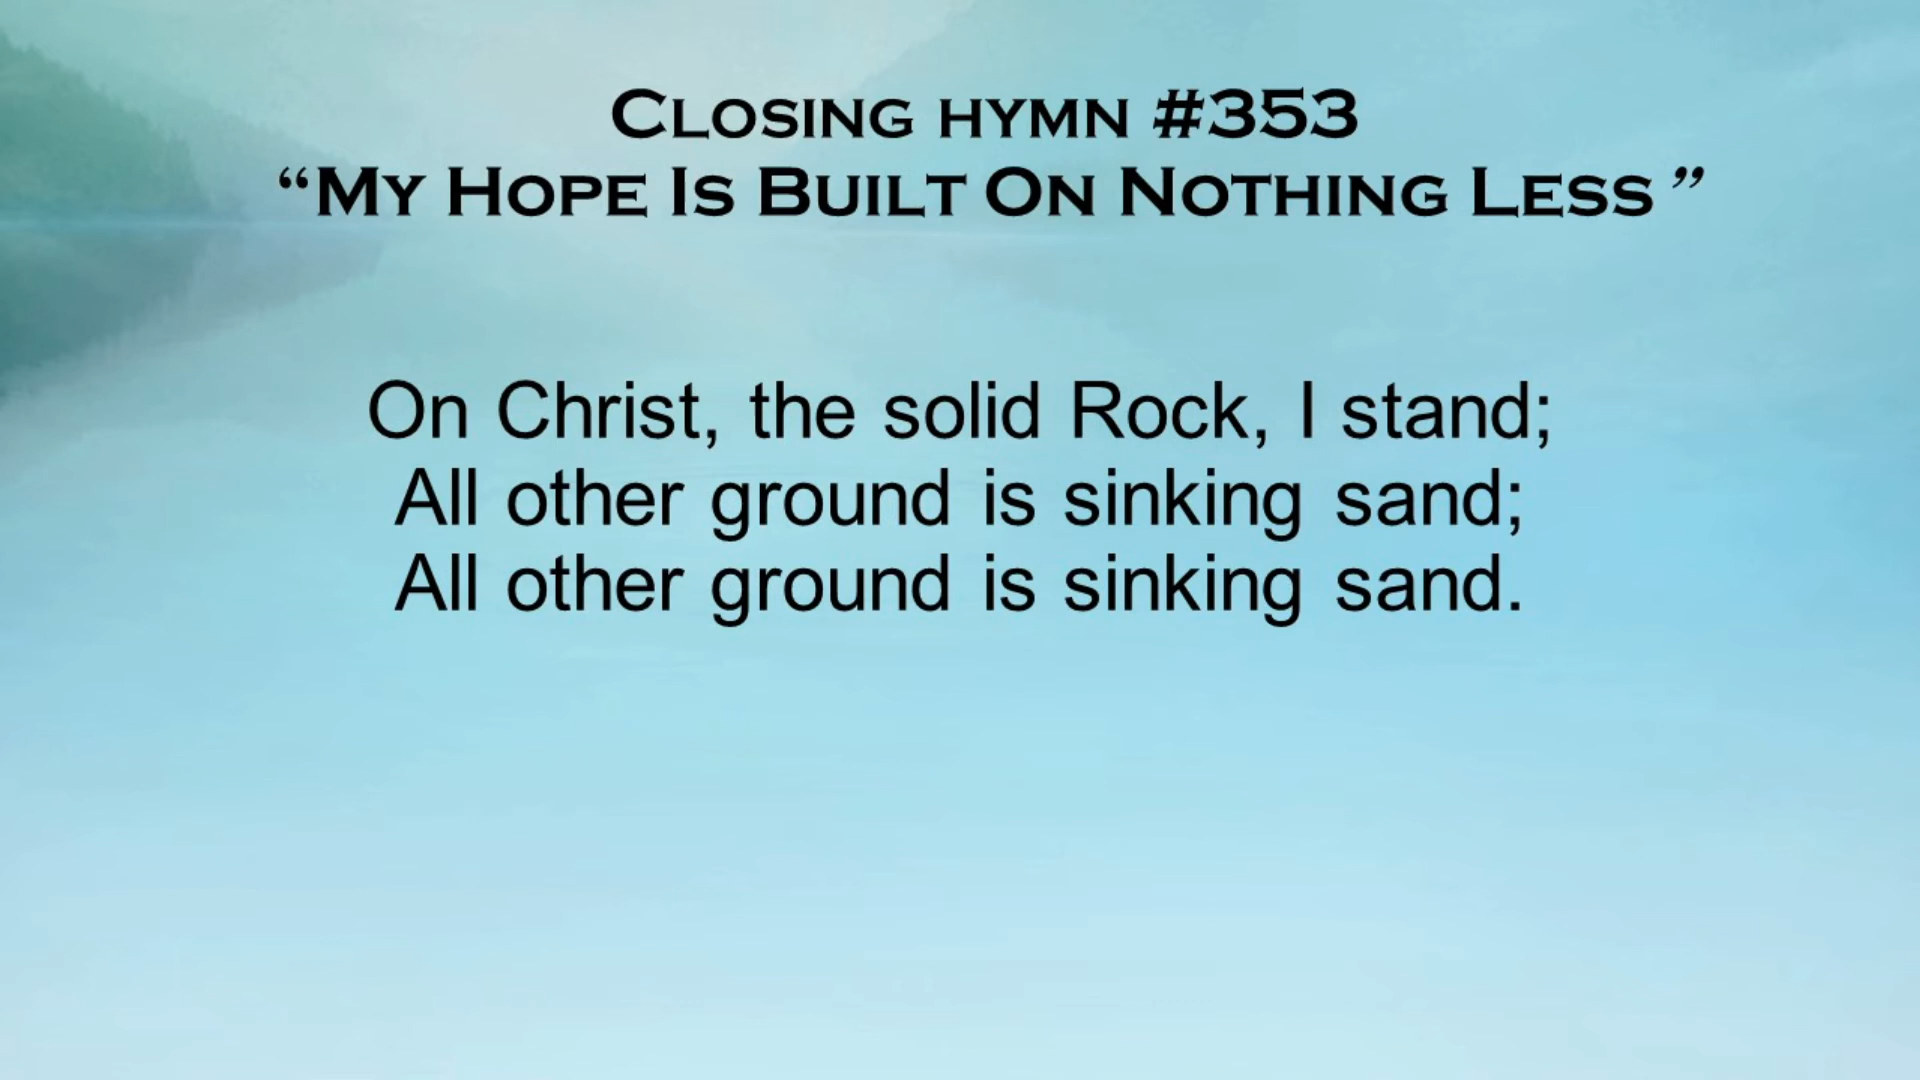 Closing hymn #353
“My Hope Is Built On Nothing Less ”
On Christ, the solid Rock, I stand;
All other ground is sinking sand;
All other ground is sinking sand.